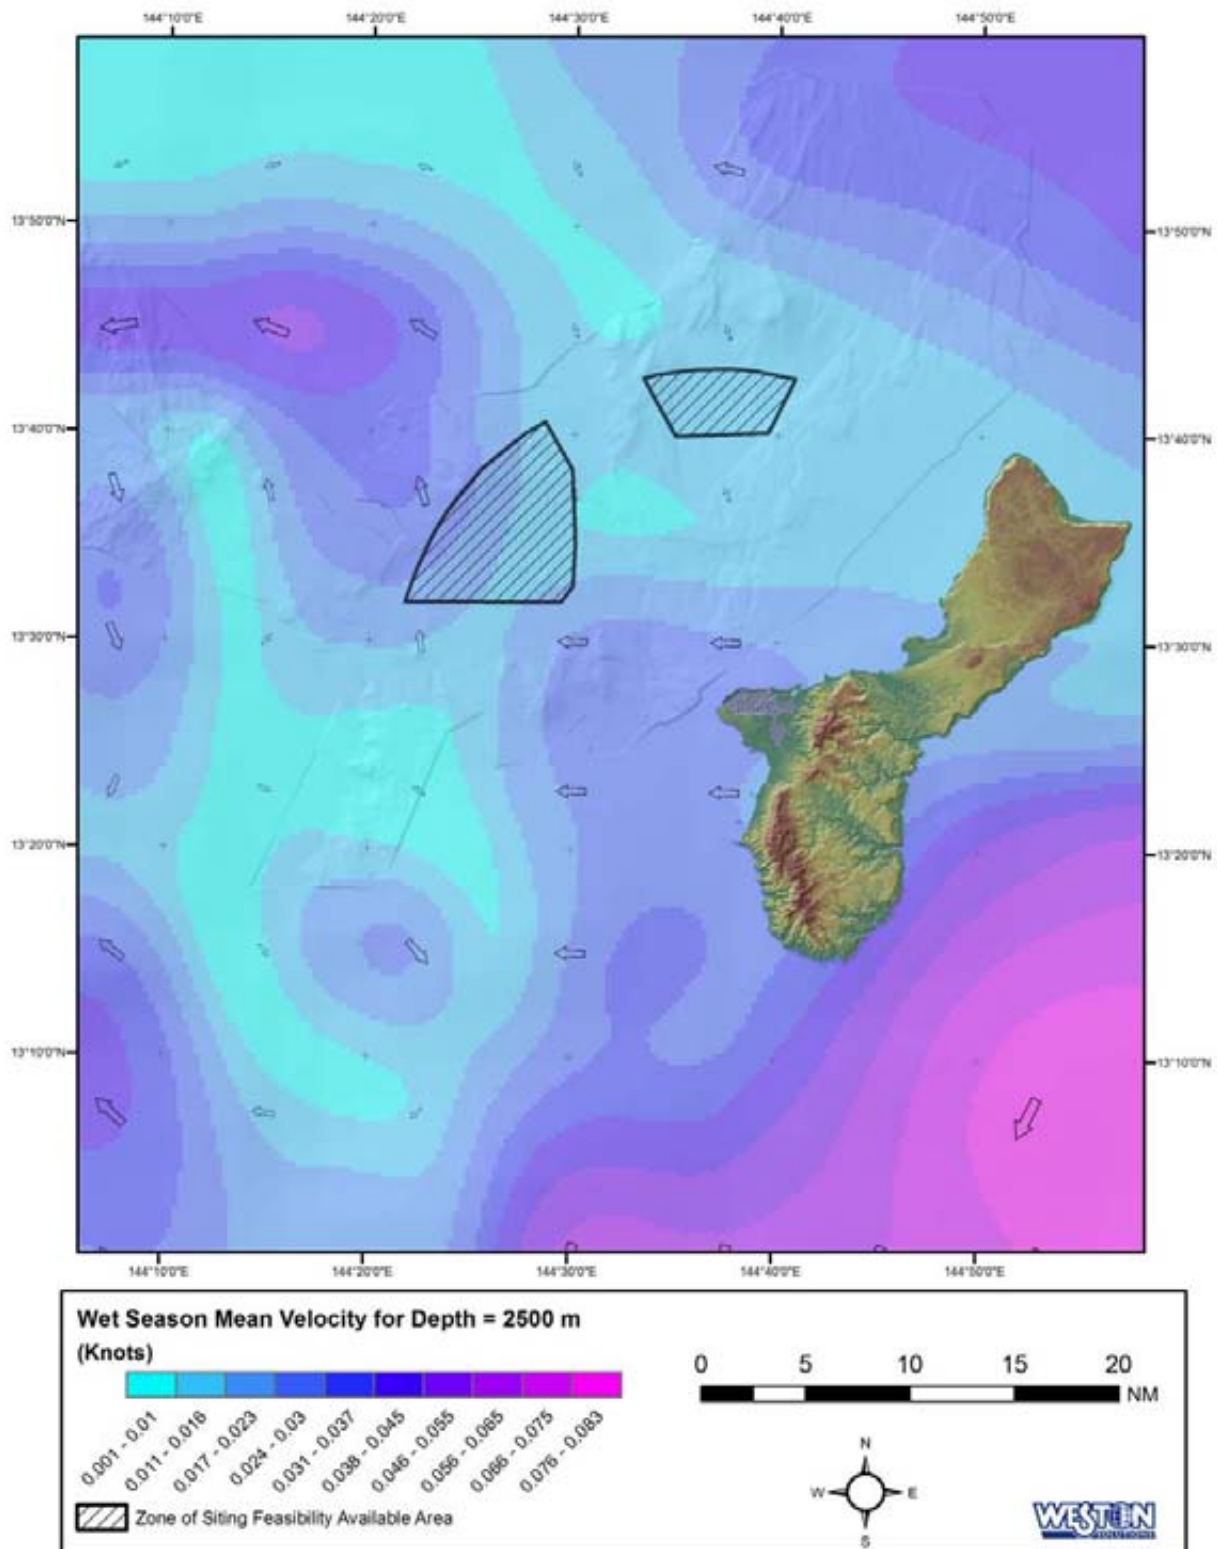 144°10'0"E 144°20'0"E 144°30'0"E 144°40'0"E 144°50'0"E
13°50'0"N 13°50'0"N
13°40'0"N 13°40'0"N
13°30'0"N 13°30'0"N
13°20'0"N 13°20'0"N
13°10'0"N 13°10'0"N
144°10'0"E 144°20'0"E 144°30'0"E 144°40'0"E 144°50'0"E
Wet Season Mean Velocity for Depth = 2500 m
(Knots)
0.001 - 0.01
0.011 - 0.016
0.017 - 0.023
0.024 - 0.03
0.031 - 0.037
0.038 - 0.045
0.046 - 0.055
0.056 - 0.065
0.066 - 0.075
0.076 - 0.083
Zone of Siting Feasibility Available Area
0 5 10 15 20
NM
N
W E
S
WESTON
SOLUTIONS